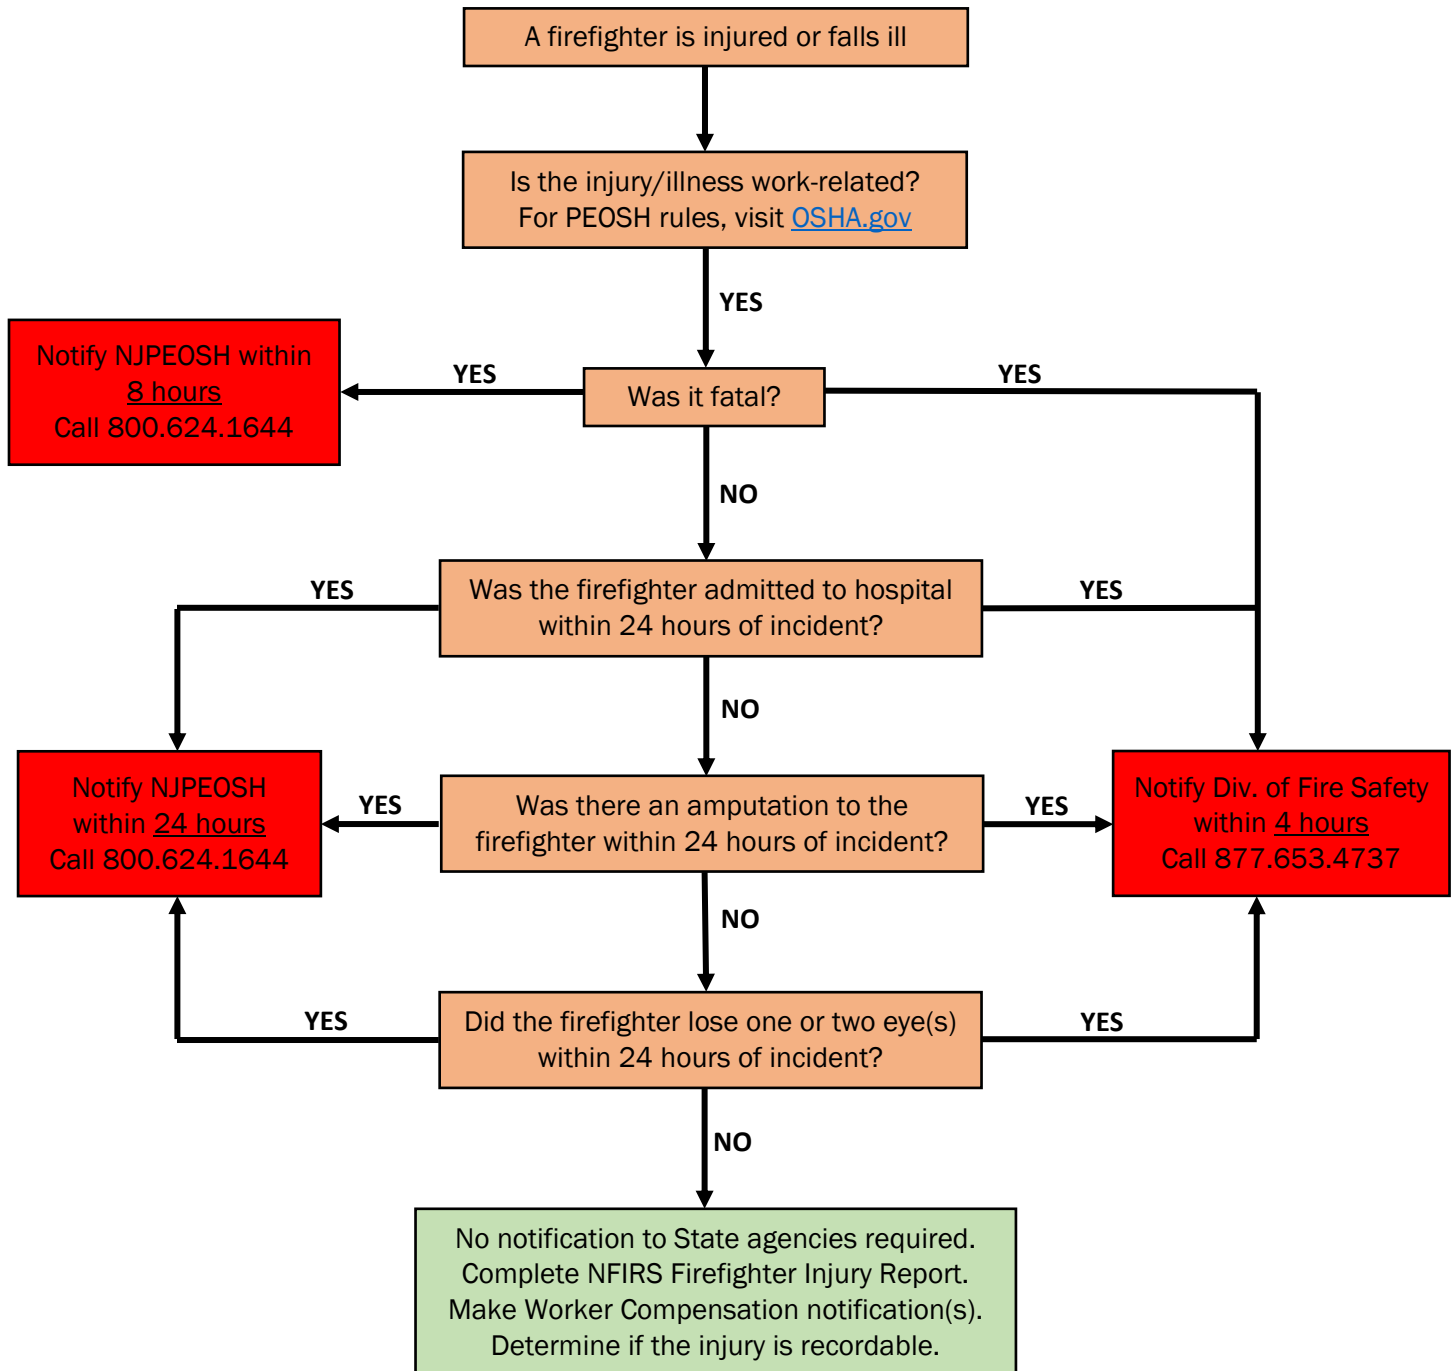 A firefighter is injured or falls ill
Is the injury/illness work-related?
For PEOSH rules, visit OSHA.gov
YES
Notify NJPEOSH within
8 hours
Call 800.624.1644
YES
Was it fatal?
YES
NO
YES
Was the firefighter admitted to hospital
within 24 hours of incident?
YES
NO
Notify NJPEOSH
within 24 hours
Call 800.624.1644
YES
Was there an amputation to the
firefighter within 24 hours of incident?
YES
Notify Div. of Fire Safety
within 4 hours
Call 877.653.4737
NO
YES
Did the firefighter lose one or two eye(s)
within 24 hours of incident?
YES
NO
No notification to State agencies required.
Complete NFIRS Firefighter Injury Report.
Make Worker Compensation notification(s).
Determine if the injury is recordable.